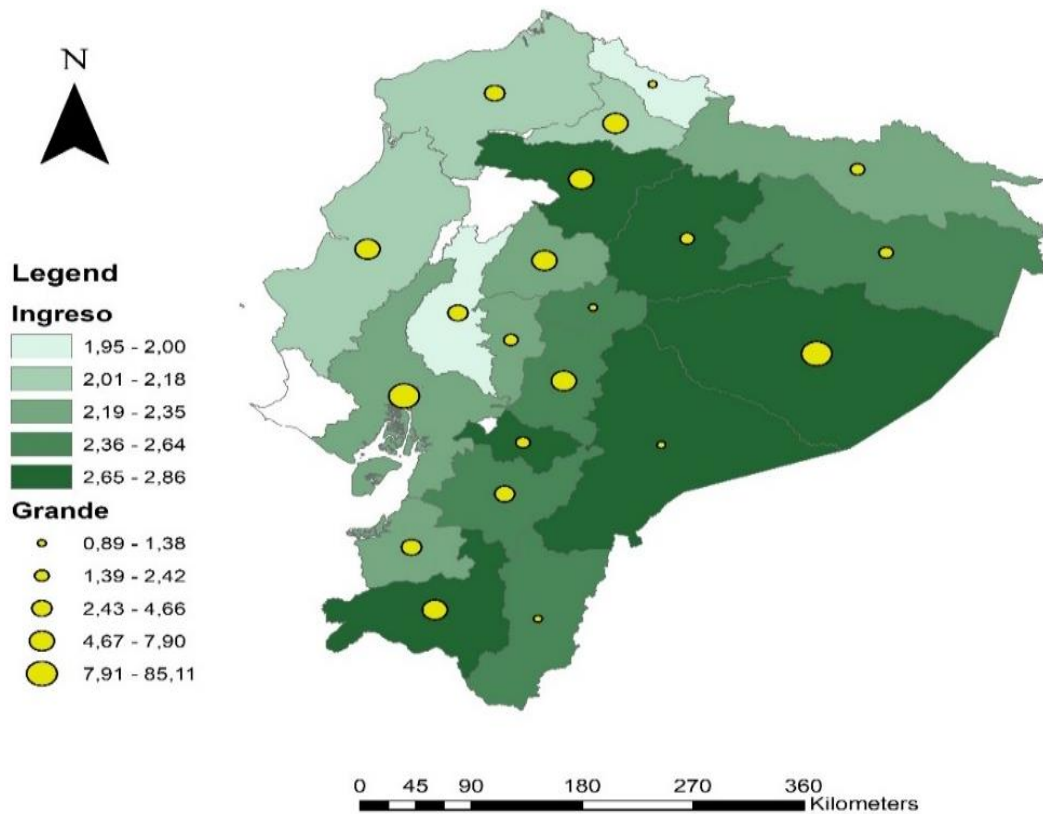 N
Legend
Ingreso
1,95 - 2,00
2,01 - 2,18
2,19 - 2,35
2,36 - 2,64
2,65 - 2,86
Grande
0,89 - 1,38
1,39 - 2,42
2,43 - 4,66
4,67 - 7,90
7,91 - 85,11
0 45 90 180 270 360
Kilometers